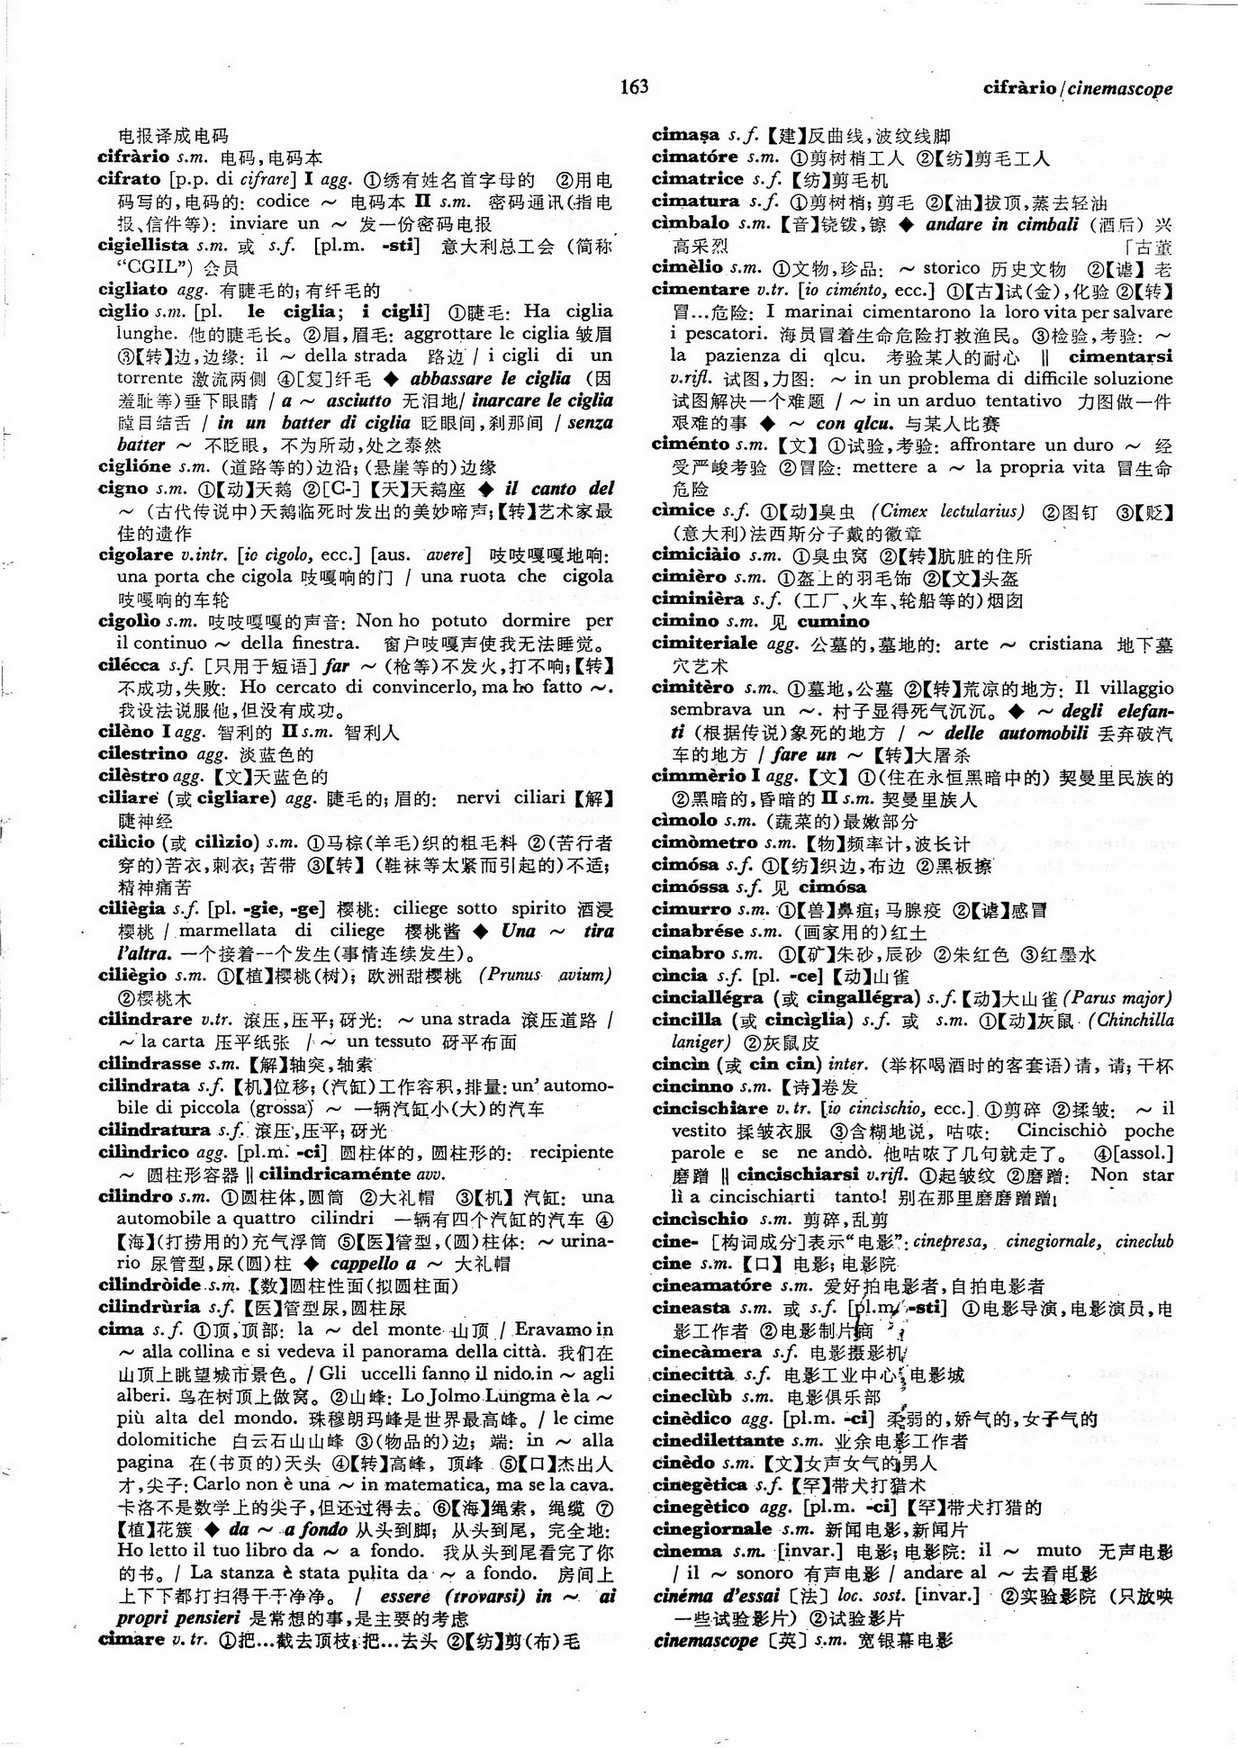 163
cifràrio/cinemascope
电报译成电码
cifràrio s.m. 电码,电码本
cifrato [p.p. di cifrare] I agg. ①绣有姓名首字母的 ②用电
码写的,电码的: codice ~ 电码本 II s.m. 密码通讯(指电
报、信件等): inviare un ~ 发一份密码电报
cigiellista s.m. 或 s.f. [pl.m. -sti] 意大利总工会 (简称
“CGIL”) 会员
cigliato agg. 有睫毛的; 有纤毛的
cìglio s.m. [pl. le ciglia; i cigli] ①睫毛: Ha ciglia
lunghe. 他的睫毛长。②眉,眉毛: aggrottare le ciglia 皱眉
③【转】边,边缘: il ~ della strada 路边 / i cigli di un
torrente 激流两侧 ④[复]纤毛 ◆ abbassare le ciglia (因
羞耻等)垂下眼睛 / a ~ asciutto 无泪地/ inarcare le ciglia
瞠目结舌 / in un batter di ciglia 眨眼间,刹那间 / senza
batter ~ 不眨眼, 不为所动,处之泰然
ciglióne s.m. (道路等的)边沿; (悬崖等的)边缘
cigno s.m. ①【动】天鹅 ②[C-] 【天】天鹅座 ◆ il canto del
~ (古代传说中)天鹅临死时发出的美妙啼声;【转】艺术家最
佳的遗作
cigolare v.intr. [io cìgolo, ecc.] [aus. avere] 吱吱嘎嘎地响:
una porta che cigola 吱嘎响的门 / una ruota che cigola
吱嘎响的车轮
cigolìo s.m. 吱吱嘎嘎的声音: Non ho potuto dormire per
il continuo ~ della finestra. 窗户吱嘎声使我无法睡觉。
cilécca s.f. [只用于短语] far ~ (枪等)不发火,打不响;【转】
不成功,失败: Ho cercato di convincerlo, ma ho fatto ~.
我设法说服他,但没有成功。
cilèno I agg. 智利的 II s.m. 智利人
cilestrino agg. 淡蓝色的
cilèstro agg. 【文】天蓝色的
ciliare (或 cigliare) agg. 睫毛的; 眉的: nervi ciliari 【解】
睫神经
cilìcio (或 cilìzio) s.m. ①马棕(羊毛)织的粗毛料 ②(苦行者
穿的)苦衣,刺衣; 苦带 ③【转】 (鞋袜等太紧而引起的)不适;
精神痛苦
ciliègia s.f. [pl. -gie, -ge] 樱桃: ciliege sotto spirito 酒浸
樱桃 / marmellata di ciliege 樱桃酱 ◆ Una ~ tira
l'altra. 一个接着一个发生(事情连续发生)。
ciliègio s.m. ①【植】樱桃(树); 欧洲甜樱桃 (Prunus avium)
②樱桃木
cilindrare v.tr. 滚压,压平; 砑光: ~ una strada 滚压道路 /
~ la carta 压平纸张 / ~ un tessuto 砑平布面
cilindrasse s.m. 【解】轴突,轴索
cilindrata s.f. 【机】位移; (汽缸)工作容积,排量: un' automo-
bile di piccola (grossa) ~ 一辆汽缸小(大)的汽车
cilindratura s.f. 滚压,压平; 砑光
cilìndrico agg. [pl.m. -ci] 圆柱体的, 圆柱形的: recipiente
~ 圆柱形容器 ‖ cilindricaménte avv.
cilindro s.m. ①圆柱体,圆筒 ②大礼帽 ③【机】 汽缸: una
automobile a quattro cilindri 一辆有四个汽缸的汽车 ④
【海】(打捞用的)充气浮筒 ⑤【医】管型,(圆)柱体: ~ urina-
rio 尿管型,尿(圆)柱 ◆ cappello a ~ 大礼帽
cilindròide s.m. 【数】圆柱性面(拟圆柱面)
cilindrùria s.f. 【医】管型尿,圆柱尿
cima s.f. ①顶,顶部: la ~ del monte 山顶 / Eravamo in
~ alla collina e si vedeva il panorama della città. 我们在
山顶上眺望城市景色。/ Gli uccelli fanno il nido in ~ agli
alberi. 鸟在树顶上做窝。②山峰: Lo Jolmo Lungma è la ~
più alta del mondo. 珠穆朗玛峰是世界最高峰。/ le cime
dolomitiche 白云石山山峰 ③(物品的)边; 端: in ~ alla
pagina 在(书页的)天头 ④【转】高峰, 顶峰 ⑤【口】杰出人
才,尖子: Carlo non è una ~ in matematica, ma se la cava.
卡洛不是数学上的尖子,但还过得去。⑥【海】绳索, 绳缆 ⑦
【植】花簇 ◆ da ~ a fondo 从头到脚; 从头到尾, 完全地:
Ho letto il tuo libro da ~ a fondo. 我从头到尾看完了你
的书。/ La stanza è stata pulita da ~ a fondo. 房间上
上下下都打扫得干干净净。 / essere (trovarsi) in ~ ai
propri pensieri 是常想的事,是主要的考虑
cimare v. tr. ①把…截去顶枝; 把…去头 ②【纺】剪(布)毛
cimaṣa s.f. 【建】反曲线,波纹线脚
cimatóre s.m. ①剪树梢工人 ②【纺】剪毛工人
cimatrice s.f. 【纺】剪毛机
cimatura s.f. ①剪树梢; 剪毛 ②【油】拔顶,蒸去轻油
cìmbalo s.m. 【音】铙钹,镲 ◆ andare in cimbali (酒后) 兴
高采烈 「古董
cimèlio s.m. ①文物,珍品: ~ storico 历史文物 ②【谑】 老
cimentare v.tr. [io ciménto, ecc.] ①【古】试(金),化验 ②【转】
冒…危险: I marinai cimentarono la loro vita per salvare
i pescatori. 海员冒着生命危险打救渔民。③检验,考验: ~
la pazienza di qlcu. 考验某人的耐心 ‖ cimentarsi
v.rifl. 试图,力图: ~ in un problema di difficile soluzione
试图解决一个难题 / ~ in un arduo tentativo 力图做一件
艰难的事 ◆ ~ con qlcu. 与某人比赛
ciménto s.m. 【文】 ①试验,考验: affrontare un duro ~ 经
受严峻考验 ②冒险: mettere a ~ la propria vita 冒生命
危险
cìmice s.f. ①【动】臭虫 (Cimex lectularius) ②图钉 ③【贬】
(意大利)法西斯分子戴的徽章
cimiciàio s.m. ①臭虫窝 ②【转】肮脏的住所
cimièro s.m. ①盔上的羽毛饰 ②【文】头盔
ciminièra s.f. (工厂、火车、轮船等的)烟囱
cimino s.m. 见 cumino
cimiteriale agg. 公墓的,墓地的: arte ~ cristiana 地下墓
穴艺术
cimitèro s.m. ①墓地,公墓 ②【转】荒凉的地方: Il villaggio
sembrava un ~. 村子显得死气沉沉。◆ ~ degli elefan-
ti (根据传说)象死的地方 / ~ delle automobili 丢弃破汽
车的地方 / fare un ~ 【转】大屠杀
cimmèrio I agg. 【文】 ①(住在永恒黑暗中的) 契曼里民族的
②黑暗的,昏暗的 II s.m. 契曼里族人
cìmolo s.m. (蔬菜的)最嫩部分
cimòmetro s.m. 【物】频率计,波长计
cimósa s.f. ①【纺】织边,布边 ②黑板擦
cimóssa s.f. 见 cimósa
cimurro s.m. ①【兽】鼻疽; 马腺疫 ②【谑】感冒
cinabrése s.m. (画家用的)红土
cinabro s.m. ①【矿】朱砂,辰砂 ②朱红色 ③红墨水
cìncia s.f. [pl. -ce] 【动】山雀
cinciallégra (或 cingallégra) s.f. 【动】大山雀 (Parus major)
cincilla (或 cincìglia) s.f. 或 s.m. ①【动】灰鼠 (Chinchilla
laniger) ②灰鼠皮
cincìn (或 cin cin) inter. (举杯喝酒时的客套语)请, 请; 干杯
cincinno s.m. 【诗】卷发
cincischiare v. tr. [io cincischio, ecc.] ①剪碎 ②揉皱: ~ il
vestito 揉皱衣服 ③含糊地说, 咕哝: Cincischiò poche
parole e se ne andò. 他咕哝了几句就走了。 ④[assol.]
磨蹭 ‖ cincischiarsi v.rifl. ①起皱纹 ②磨蹭: Non star
lì a cincischiarti tanto! 别在那里磨磨蹭蹭!
cincìschio s.m. 剪碎,乱剪
cine- [构词成分]表示“电影”: cinepresa, cinegiornale, cineclub
cine s.m. 【口】 电影; 电影院
cineamatóre s.m. 爱好拍电影者,自拍电影者
cineasta s.m. 或 s.f. [pl.m. -sti] ①电影导演,电影演员,电
影工作者 ②电影制片商
cinecàmera s.f. 电影摄影机
cinecittà s.f. 电影工业中心; 电影城
cineclùb s.m. 电影俱乐部
cinèdico agg. [pl.m. -ci] 柔弱的,娇气的,女子气的
cinedilettante s.m. 业余电影工作者
cinèdo s.m. 【文】女声女气的男人
cinegètica s.f. 【罕】带犬打猎术
cinegètico agg. [pl.m. -ci] 【罕】带犬打猎的
cinegiornale s.m. 新闻电影,新闻片
cìnema s.m. [invar.] 电影; 电影院: il ~ muto 无声电影
/ il ~ sonoro 有声电影 / andare al ~ 去看电影
cinéma d'essai 〔法〕 loc. sost. [invar.] ②实验影院 (只放映
一些试验影片) ②试验影片
cinemascope 〔英〕 s.m. 宽银幕电影